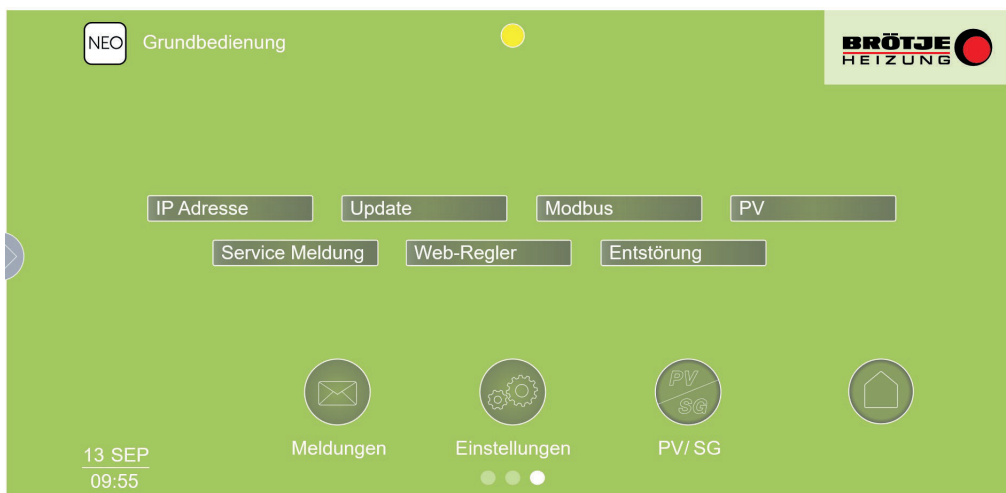 NEO Grundbedienung
BRÖTJE
HEIZUNG
IP Adresse Update Modbus PV
Service Meldung Web-Regler Entstörung
PV
SG
Meldungen Einstellungen PV/ SG
13 SEP
09:55